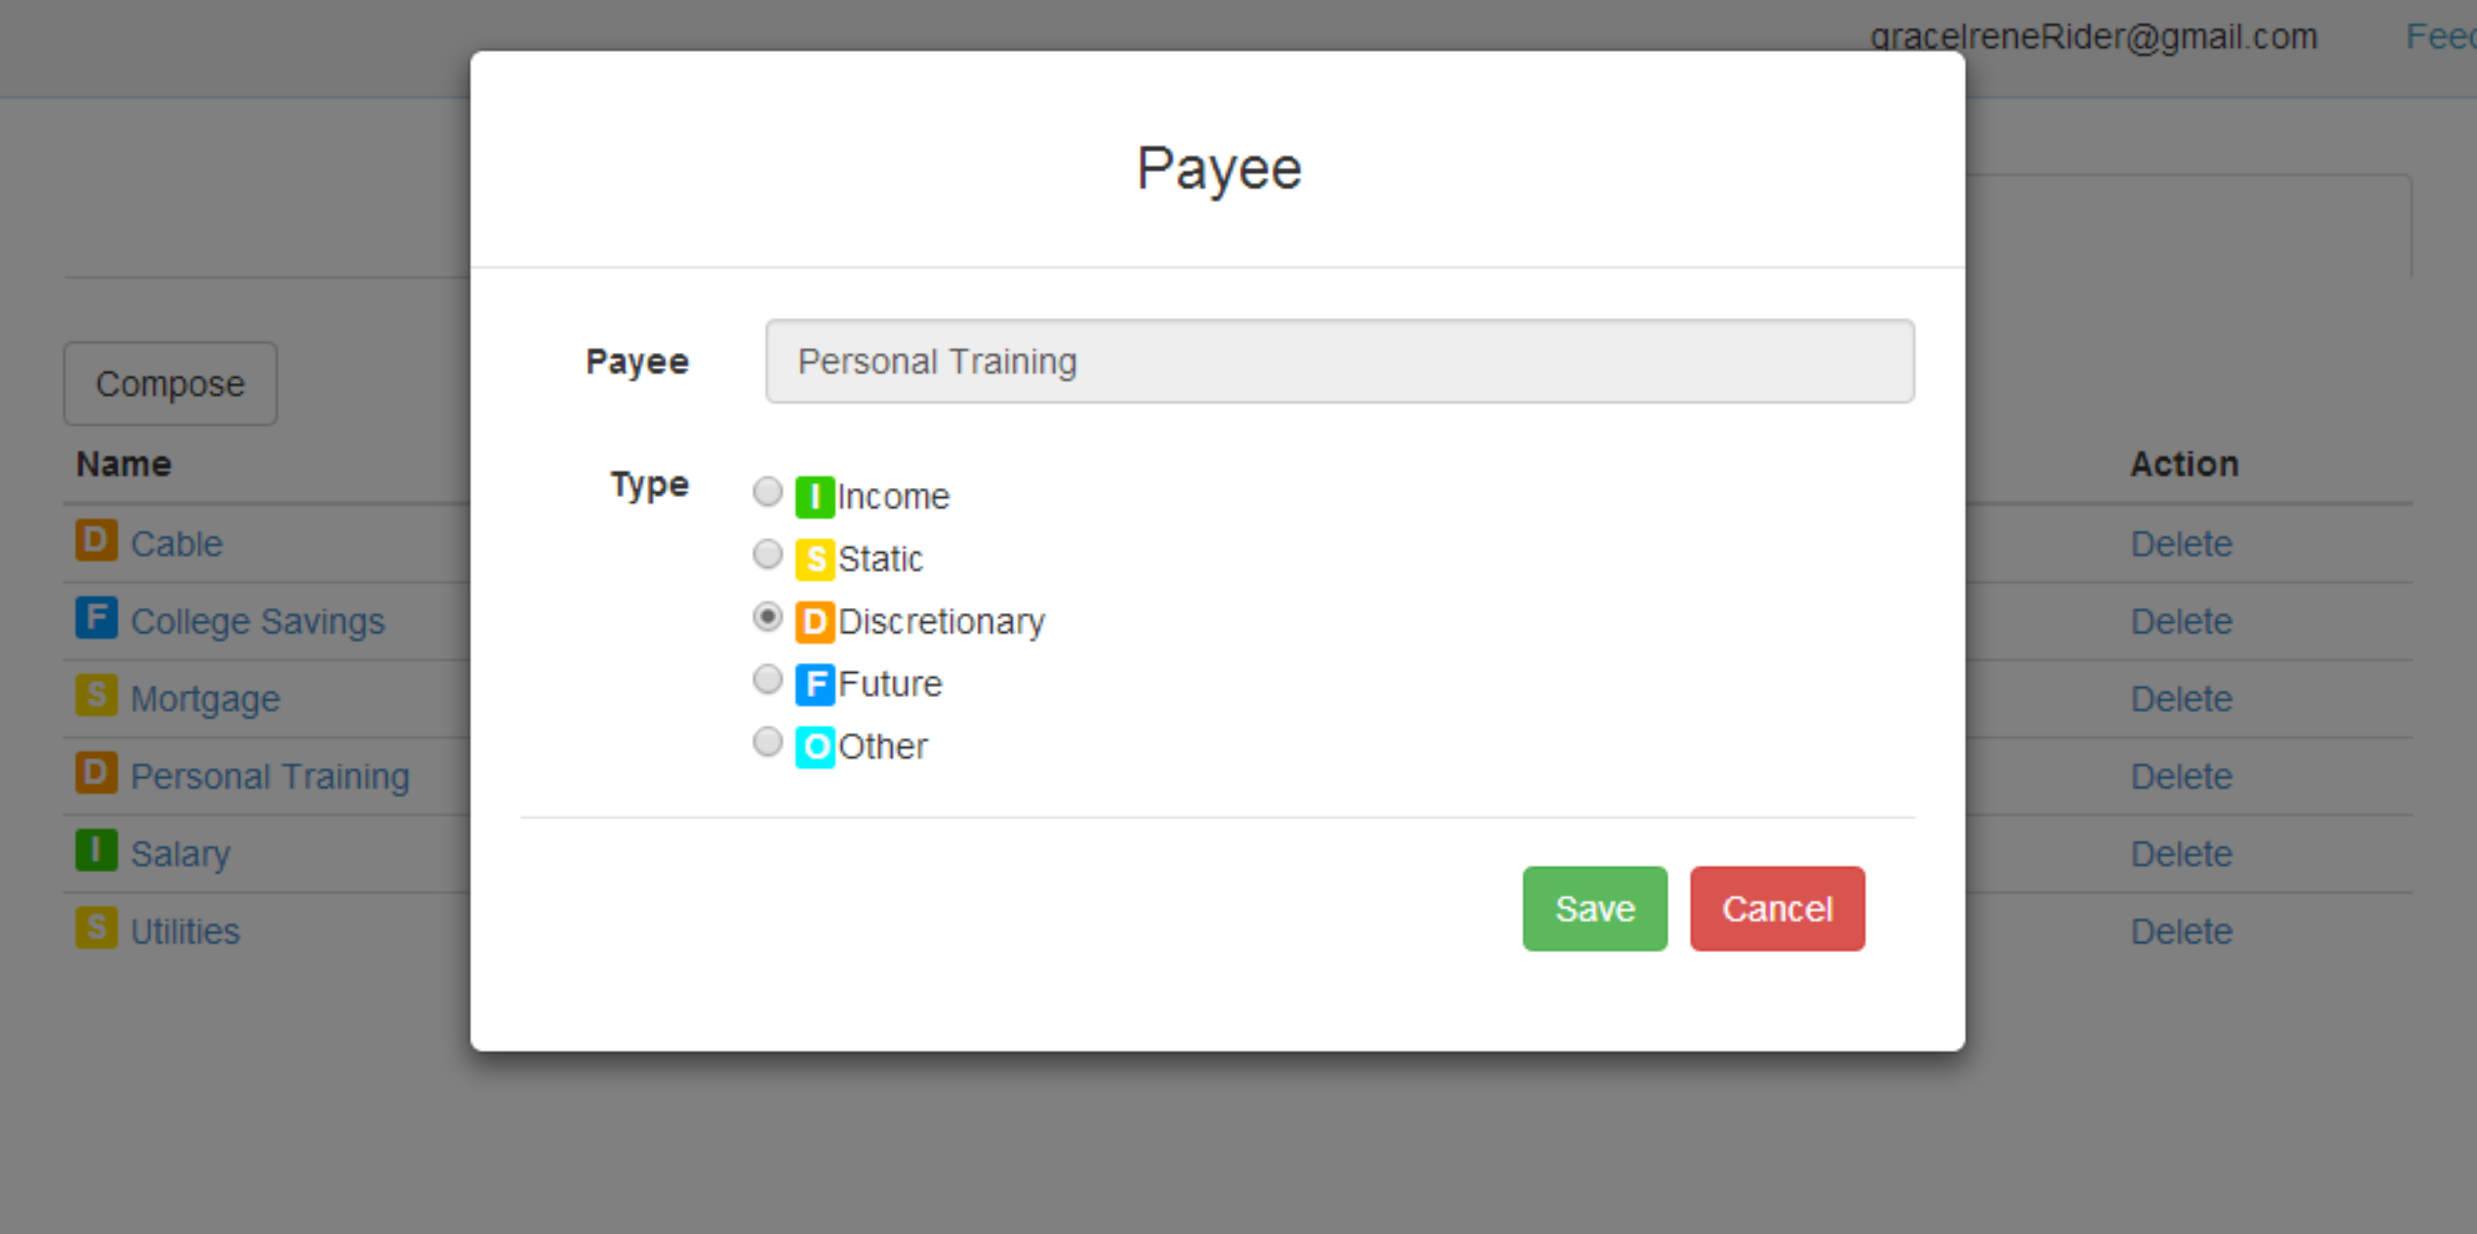 graceIreneRider@gmail.com Feed
Payee
Payee Personal Training
Compose
Name Action
Type
I Income
S Static
D Discretionary
F Future
O Other
D Cable Delete
F College Savings Delete
S Mortgage Delete
D Personal Training Delete
I Salary Delete
S Utilities Delete
Save Cancel